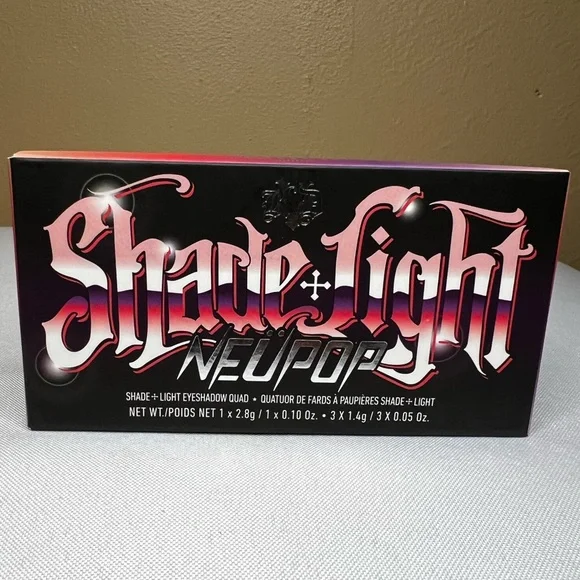 Shade + Light
NEÜPOP
SHADE + LIGHT EYESHADOW QUAD • QUATUOR DE FARDS À PAUPIÈRES SHADE + LIGHT
NET WT./POIDS NET 1 x 2.8g / 1 x 0.10 Oz. • 3 X 1.4g / 3 X 0.05 Oz.